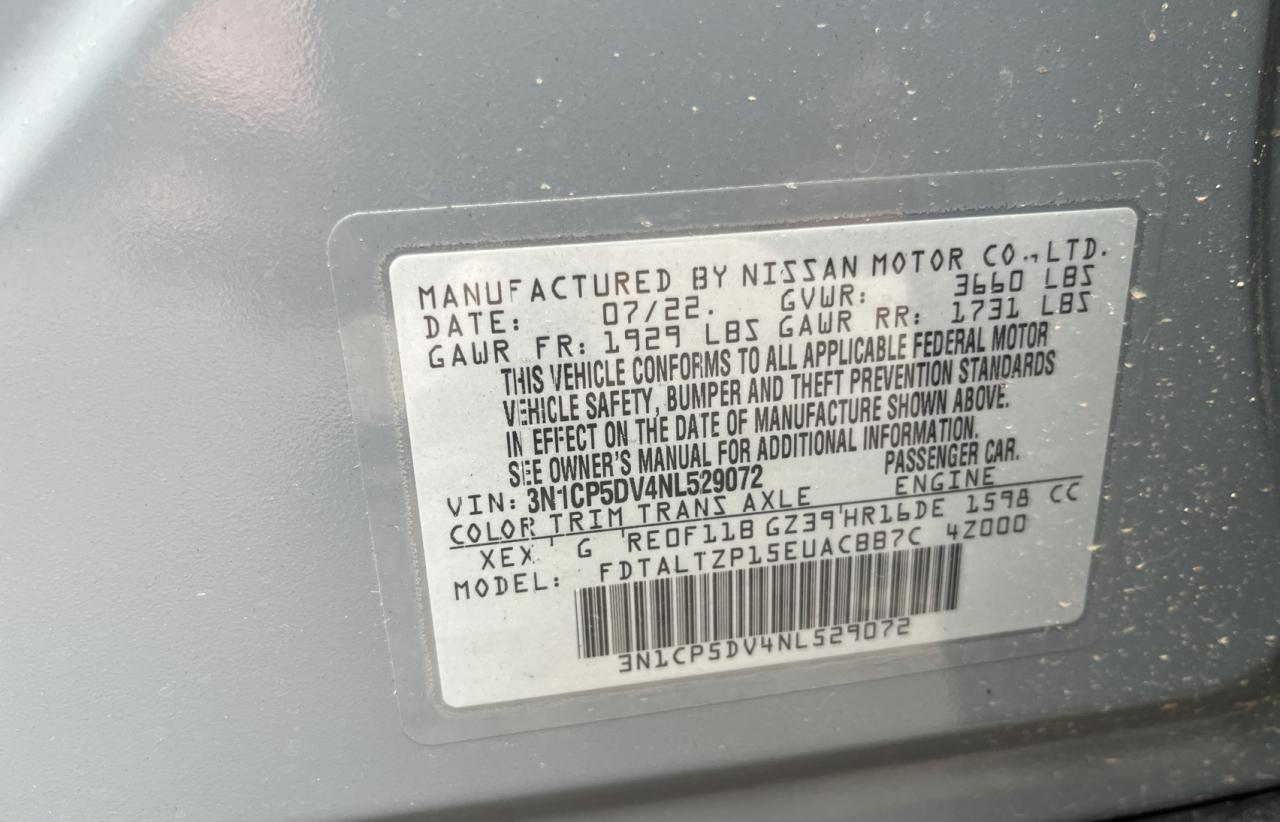 MANUFACTURED BY NISSAN MOTOR CO., LTD.
DATE: 07/22. GVWR: 3660 LBS
GAWR FR: 1929 LBS GAWR RR: 1731 LBS
THIS VEHICLE CONFORMS TO ALL APPLICABLE FEDERAL MOTOR
VEHICLE SAFETY, BUMPER AND THEFT PREVENTION STANDARDS
IN EFFECT ON THE DATE OF MANUFACTURE SHOWN ABOVE.
SEE OWNER'S MANUAL FOR ADDITIONAL INFORMATION.
VIN: 3N1CP5DV4NL529072 PASSENGER CAR.
COLOR TRIM TRANS AXLE ENGINE
XEX G RE0F11B GZ39 HR16DE 1598 CC
MODEL: FDTALTZP15EUACBB7C 4Z000
3N1CP5DV4NL529072